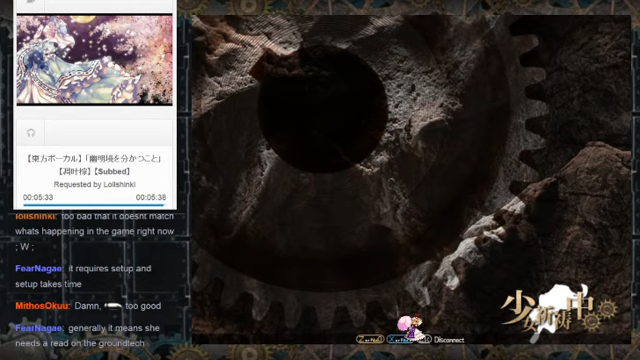 【東方ボーカル】「幽明境を分かつこと」
【凋叶棕】【Subbed】
Requested by Lolishinki
00:05:33 00:05:38
lolishinki: too bad that it doesnt match
whats happening in the game right now
; W ;
FearNagae: it requires setup and
setup takes time
MithosOkuu: Damn, too good
FearNagae: generally it means she
needs a read on the groundtech
少女祈祷中
Disconnect